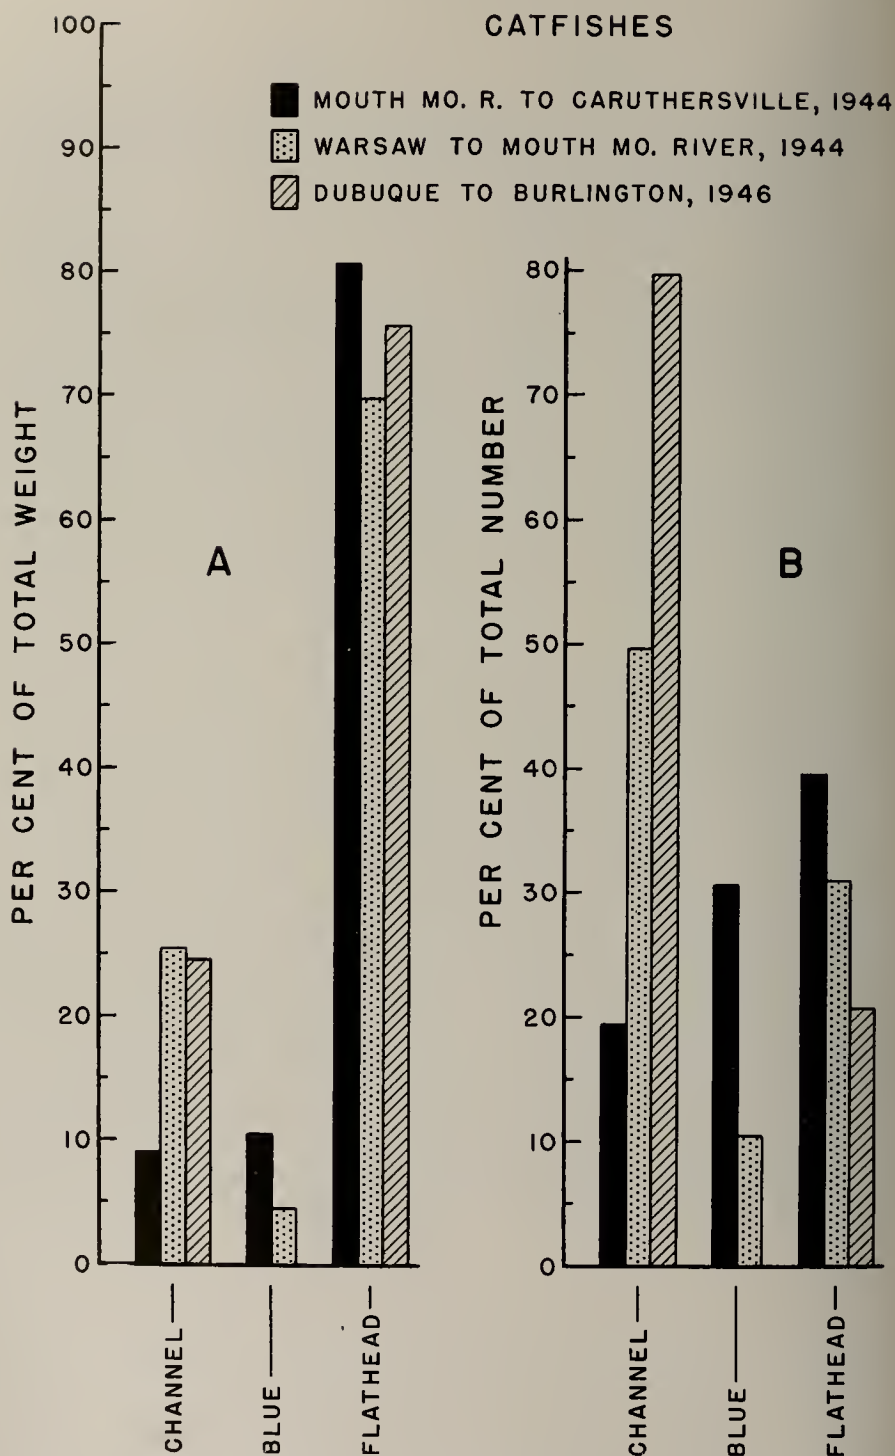 CATFISHES
MOUTH MO. R. TO CARUTHERSVILLE, 1944
WARSAW TO MOUTH MO. RIVER, 1944
DUBUQUE TO BURLINGTON, 1946
PER CENT OF TOTAL WEIGHT
100
90
80
70
60
50
40
30
20
10
0
A
CHANNEL
BLUE
FLATHEAD
PER CENT OF TOTAL NUMBER
80
70
60
50
40
30
20
10
0
B
CHANNEL
BLUE
FLATHEAD